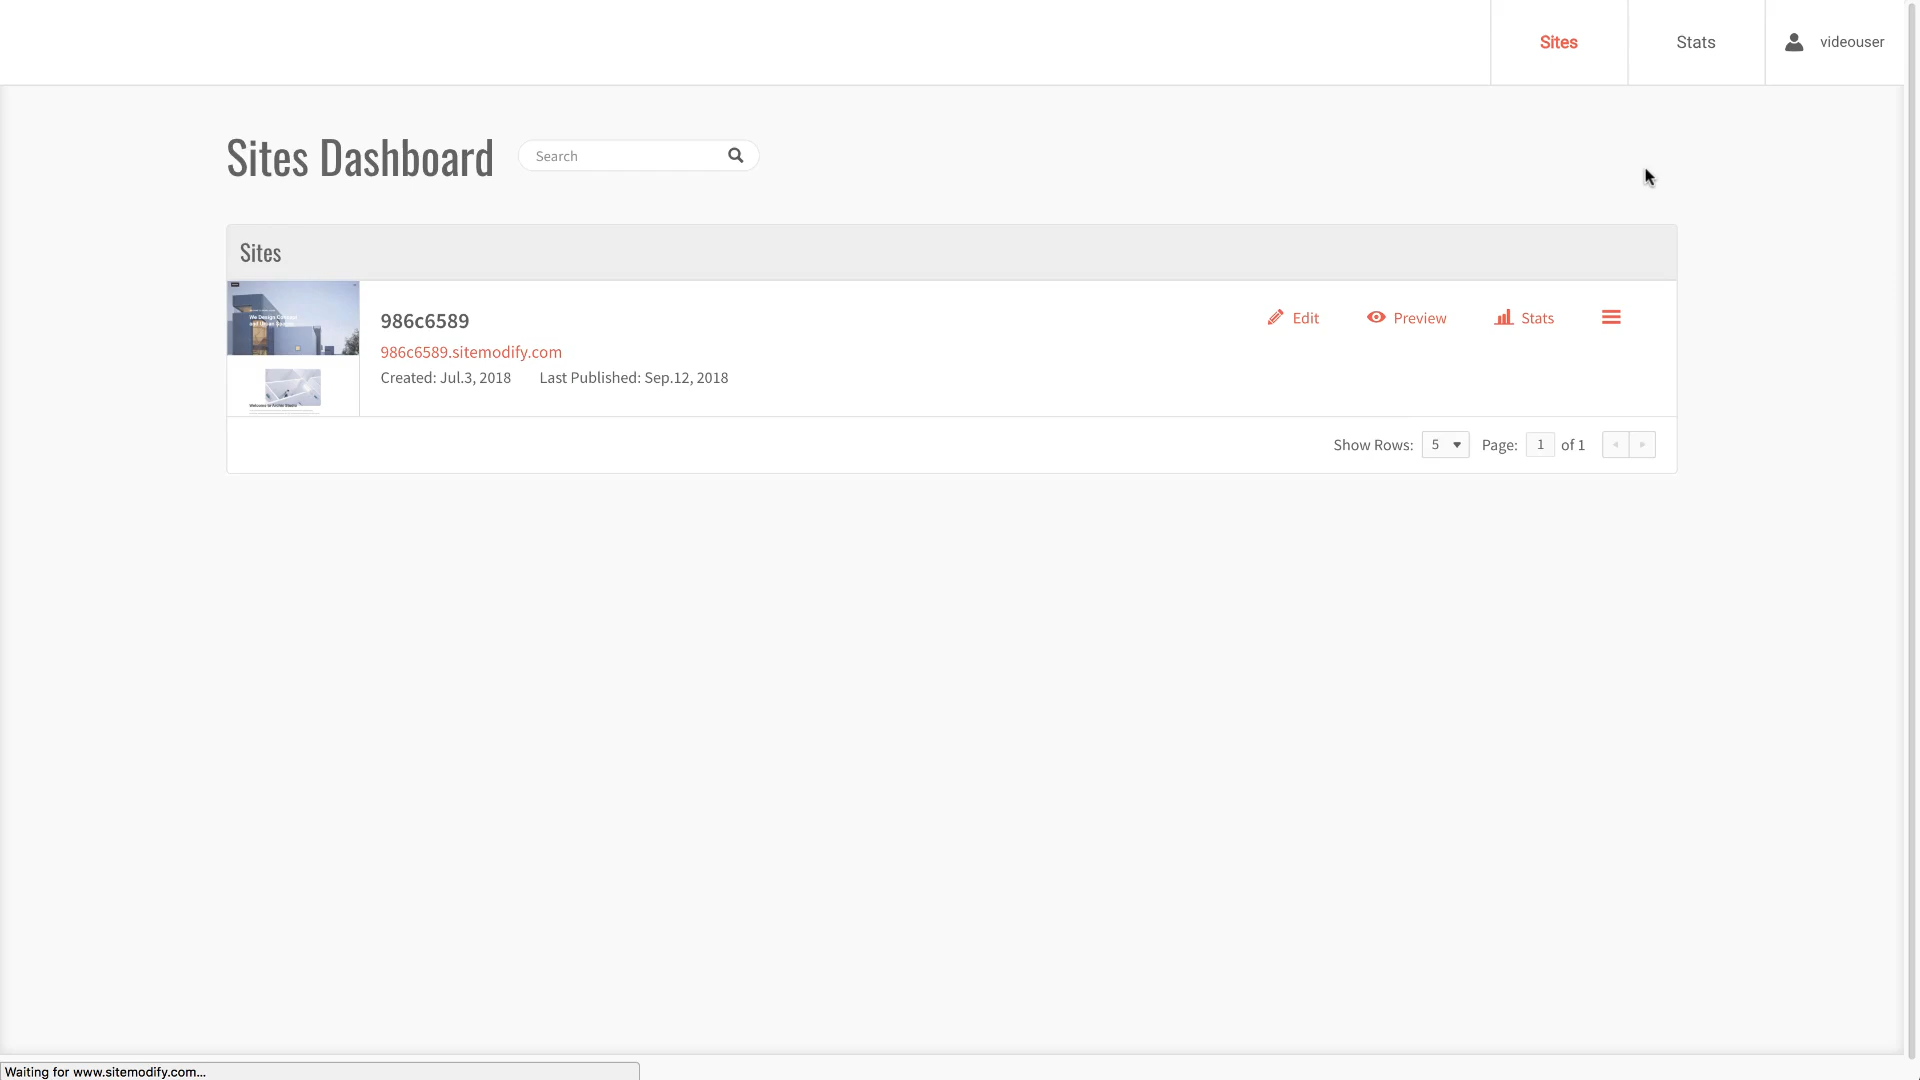 Sites
Stats
videouser
Sites Dashboard
Search
Sites
986c6589
Edit
Preview
Stats
986c6589.sitemodify.com
Created: Jul.3, 2018
Last Published: Sep.12, 2018
Show Rows: 5
Page: 1 of 1
Waiting for www.sitemodify.com...